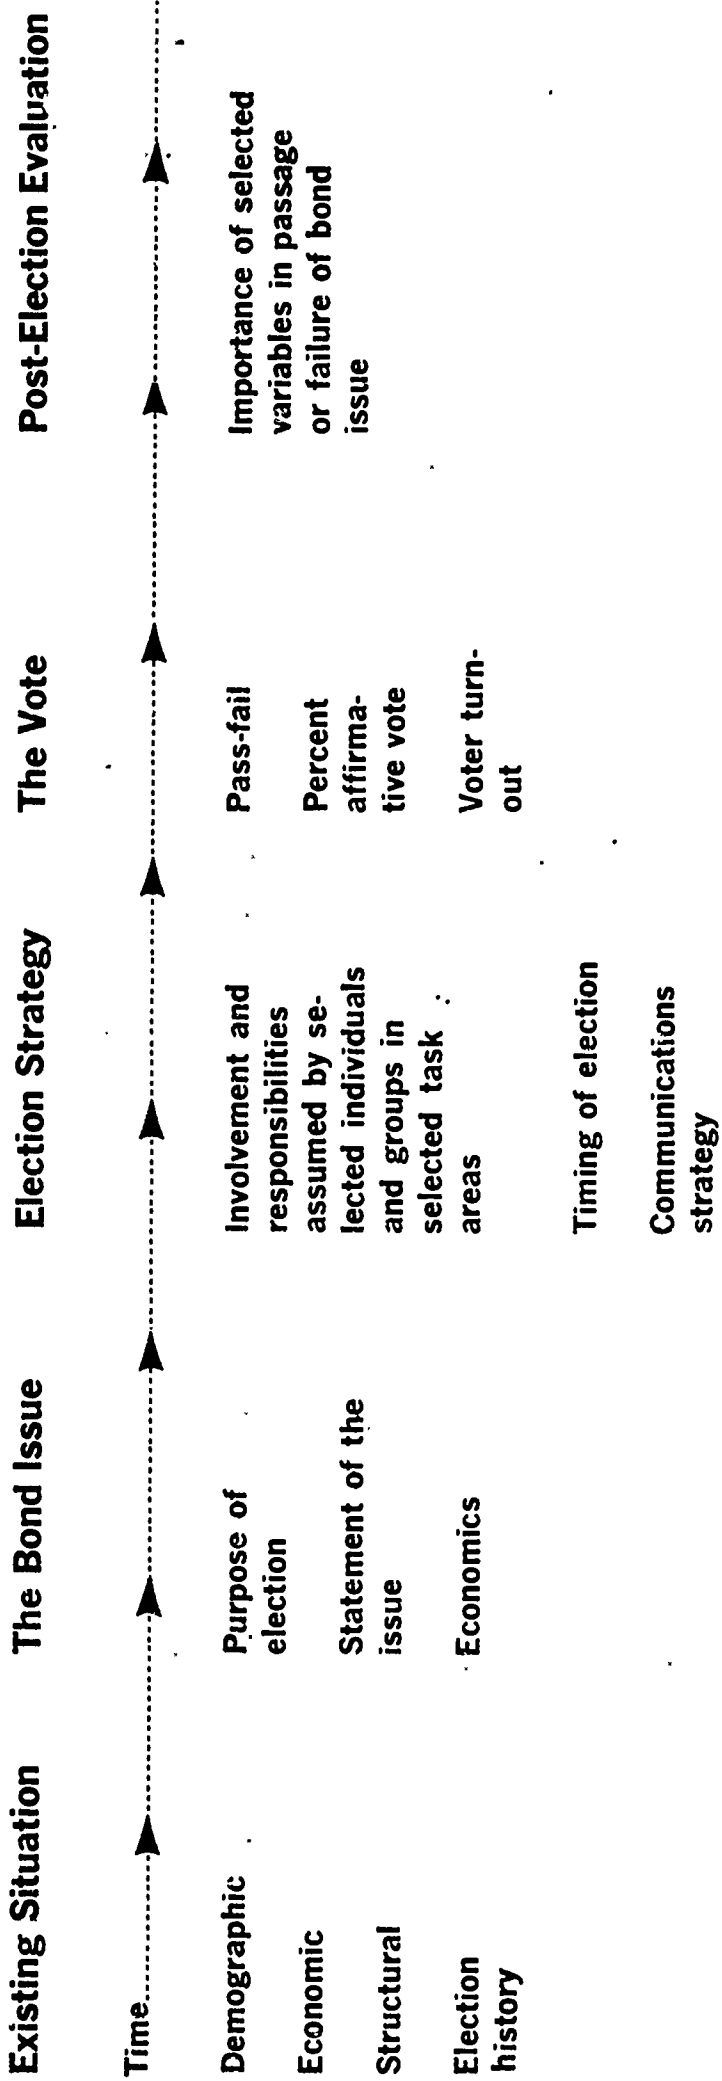 Existing Situation
The Bond Issue
Election Strategy
The Vote
Post-Election Evaluation
Time
Demographic
Economic
Structural
Election
history
Purpose of
election
Statement of the
issue
Economics
Involvement and
responsibilities
assumed by se-
lected individuals
and groups in
selected task
areas
Timing of election
Communications
strategy
Pass-fail
Percent
affirma-
tive vote
Voter turn-
out
Importance of selected
variables in passage
or failure of bond
issue